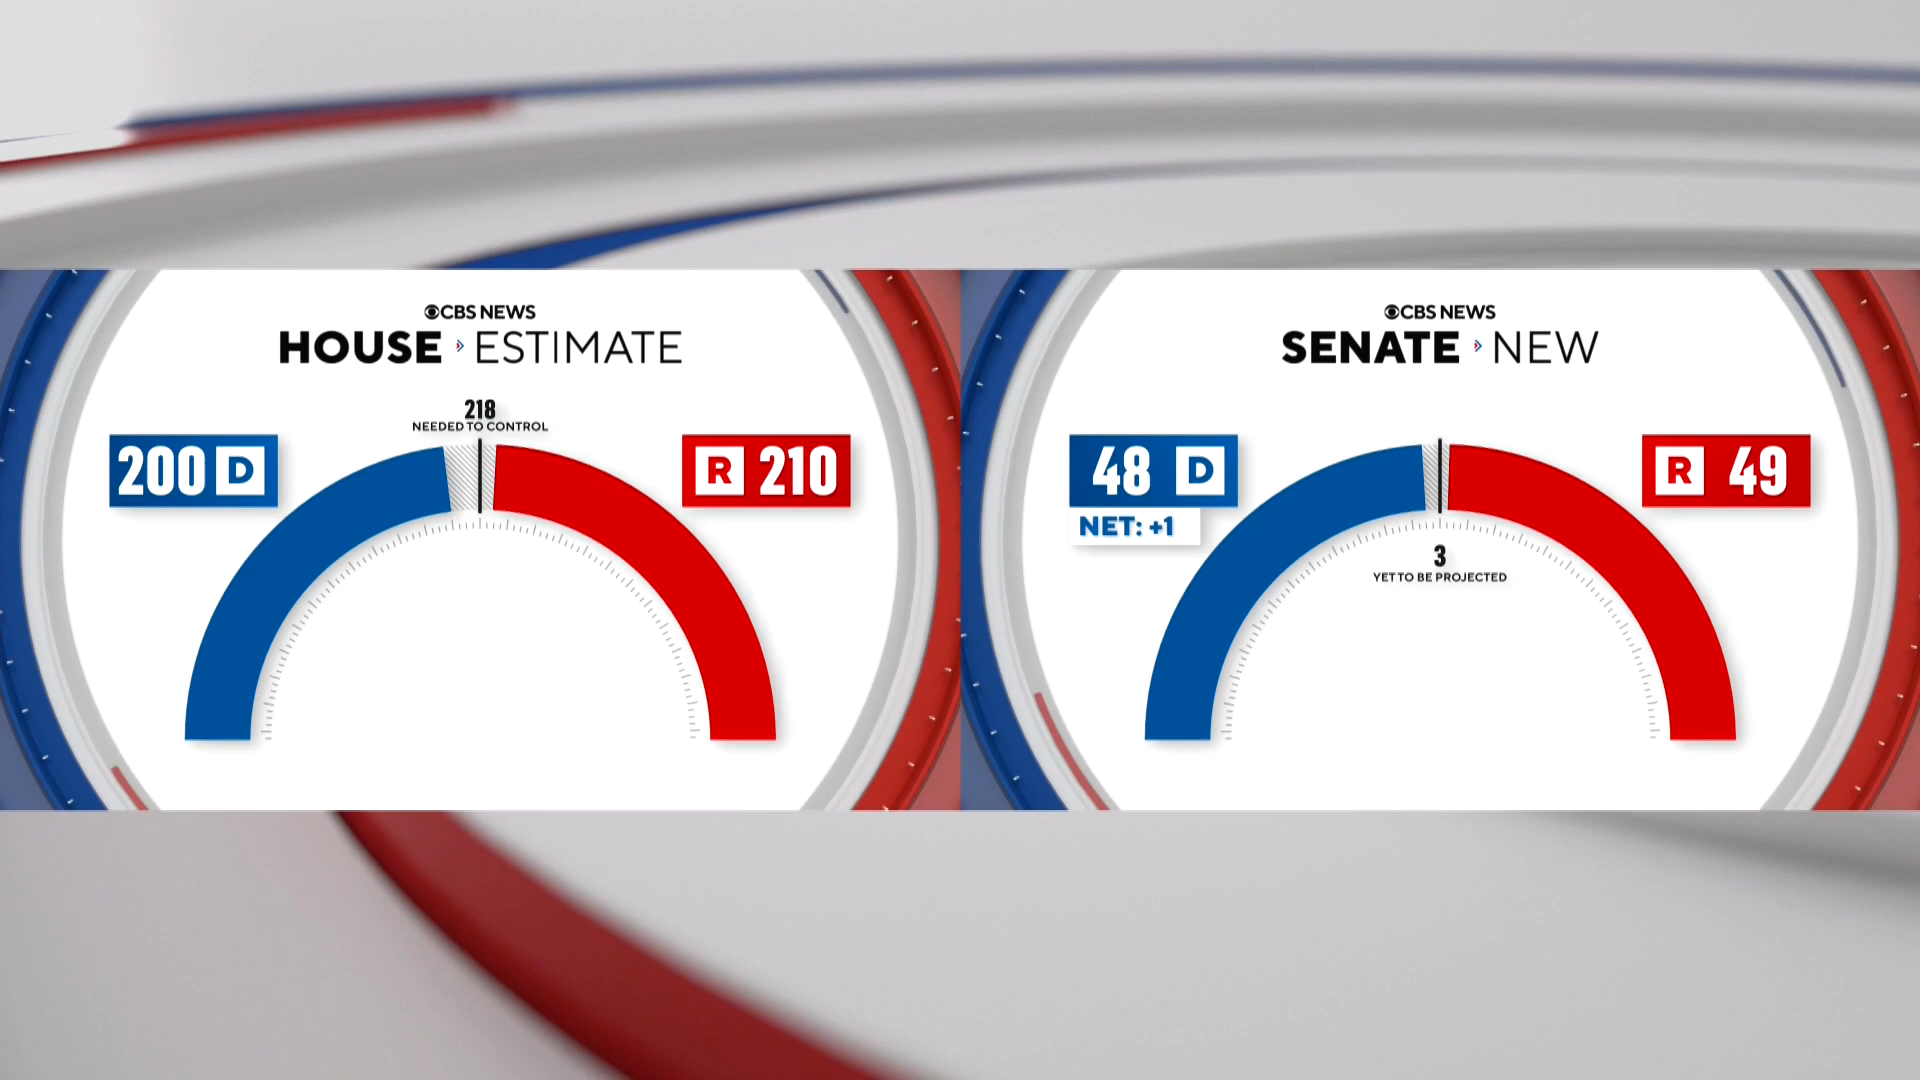 CBS NEWS
HOUSE ESTIMATE
218
NEEDED TO CONTROL
200 D
R 210
CBS NEWS
SENATE NEW
48 D
NET: +1
R 49
3
YET TO BE PROJECTED